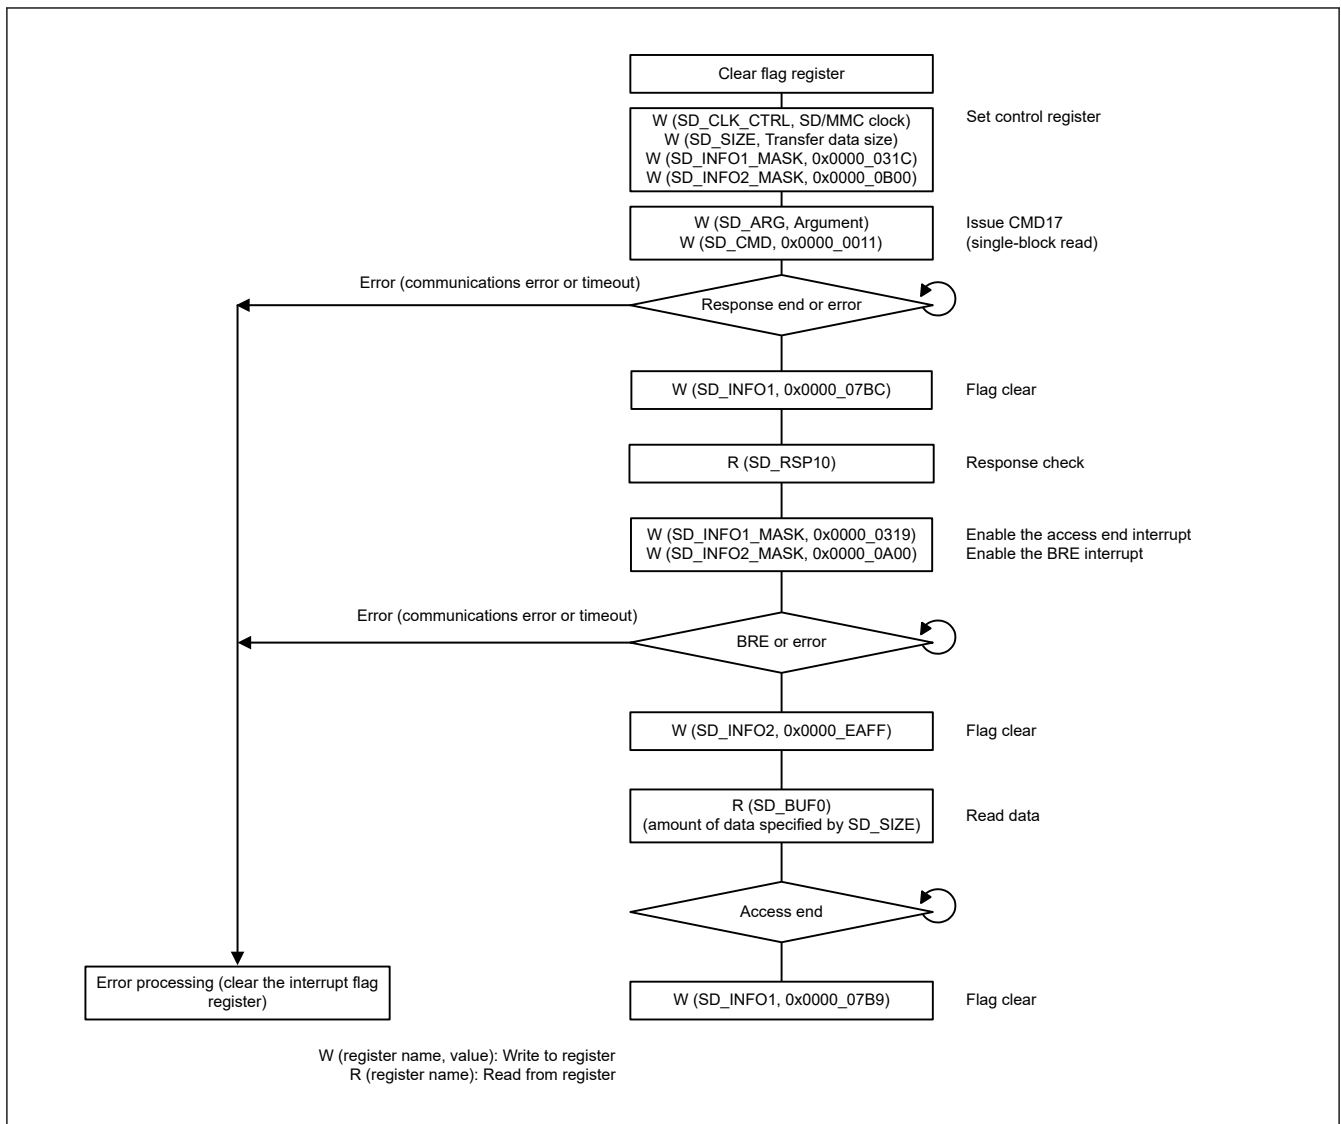 Clear flag register
W (SD_CLK_CTRL, SD/MMC clock)
W (SD_SIZE, Transfer data size)
W (SD_INFO1_MASK, 0x0000_031C)
W (SD_INFO2_MASK, 0x0000_0B00)
Set control register
W (SD_ARG, Argument)
W (SD_CMD, 0x0000_0011)
Issue CMD17
(single-block read)
Error (communications error or timeout)
Response end or error
W (SD_INFO1, 0x0000_07BC)
Flag clear
R (SD_RSP10)
Response check
W (SD_INFO1_MASK, 0x0000_0319)
W (SD_INFO2_MASK, 0x0000_0A00)
Enable the access end interrupt
Enable the BRE interrupt
Error (communications error or timeout)
BRE or error
W (SD_INFO2, 0x0000_EAFF)
Flag clear
R (SD_BUF0)
(amount of data specified by SD_SIZE)
Read data
Access end
Error processing (clear the interrupt flag
register)
W (SD_INFO1, 0x0000_07B9)
Flag clear
W (register name, value): Write to register
R (register name): Read from register